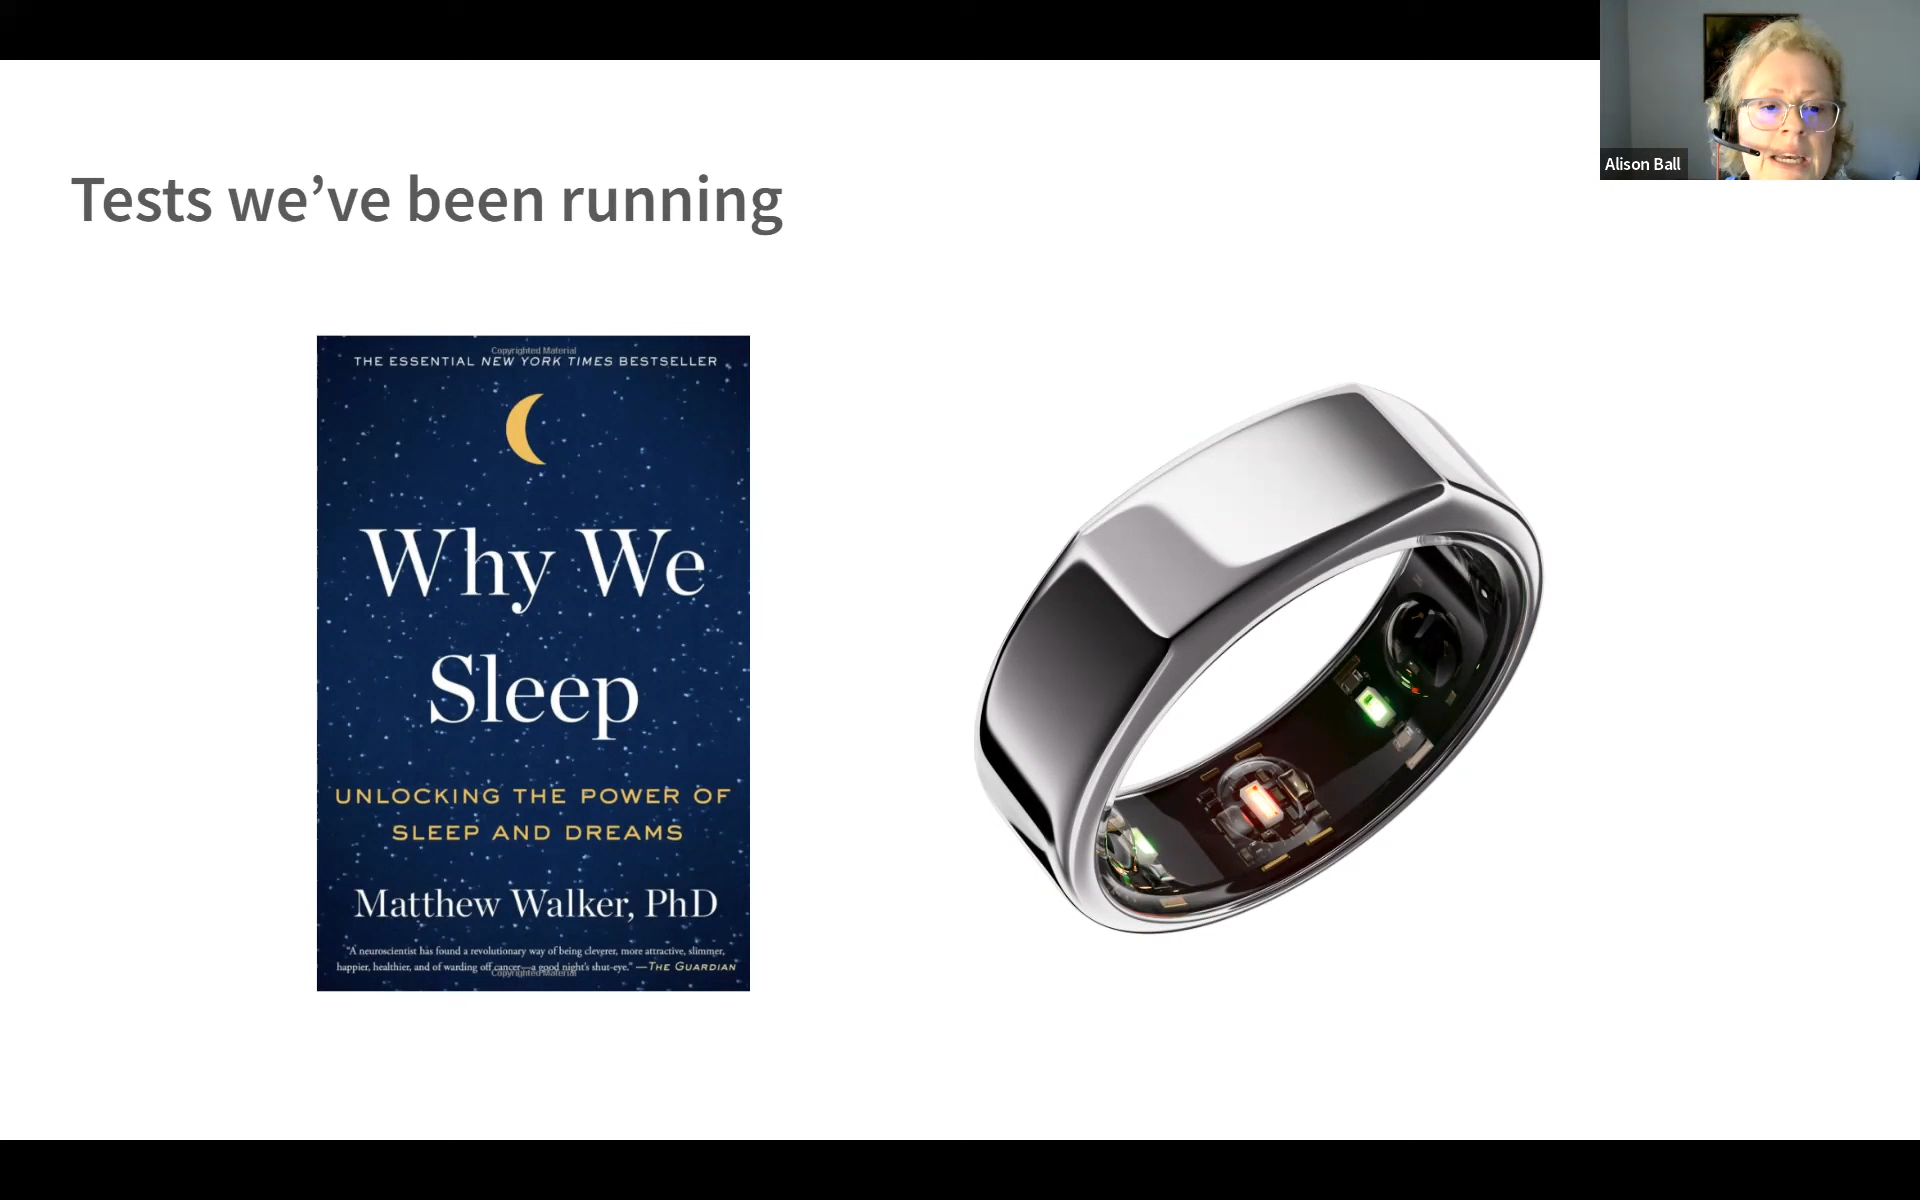 Alison Ball
Tests we’ve been running
Copyrighted Material
THE ESSENTIAL NEW YORK TIMES BESTSELLER
Why We
Sleep
UNLOCKING THE POWER OF
SLEEP AND DREAMS
Matthew Walker, PhD
"A neuroscientist has found a revolutionary way of being cleverer, more attractive, slimmer,
happier, healthier, and of warding off cancer—a good night's shut-eye." —THE GUARDIAN
Copyrighted Material